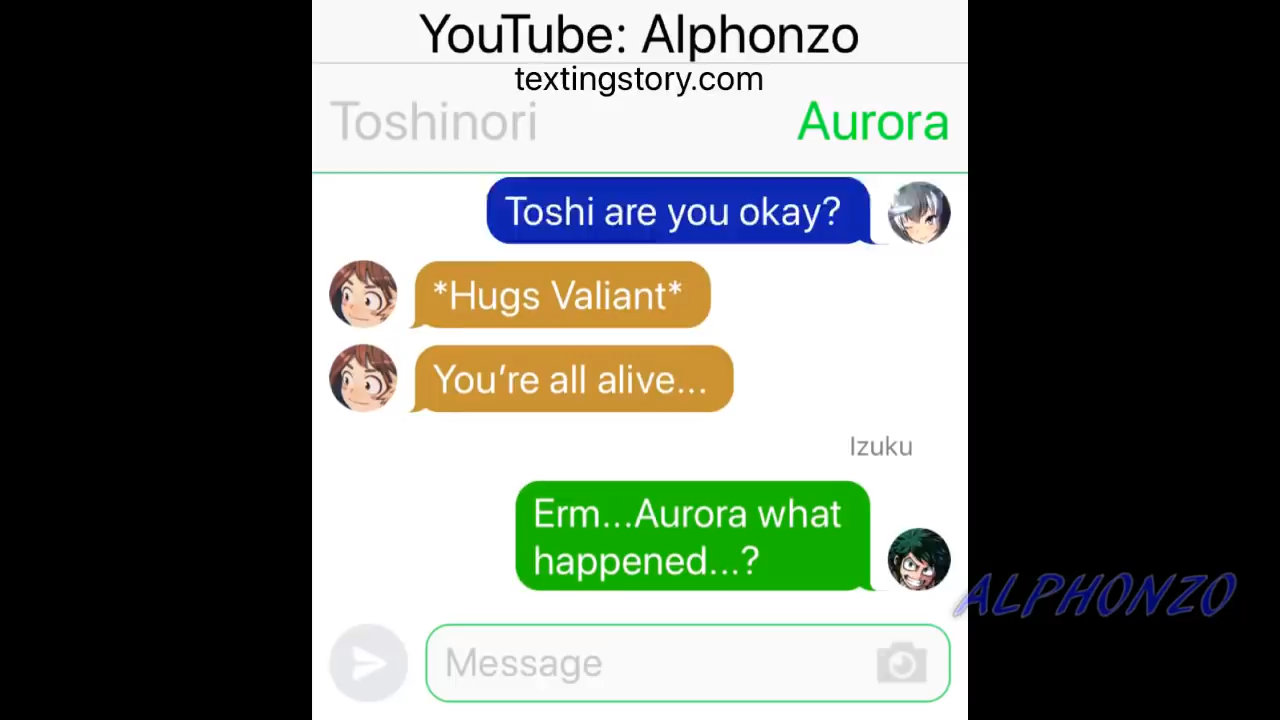 YouTube: Alphonzo
textingstory.com
Toshinori
Aurora
Toshi are you okay?
*Hugs Valiant*
You’re all alive...
Izuku
Erm...Aurora what
happened...?
ALPHONZO
Message